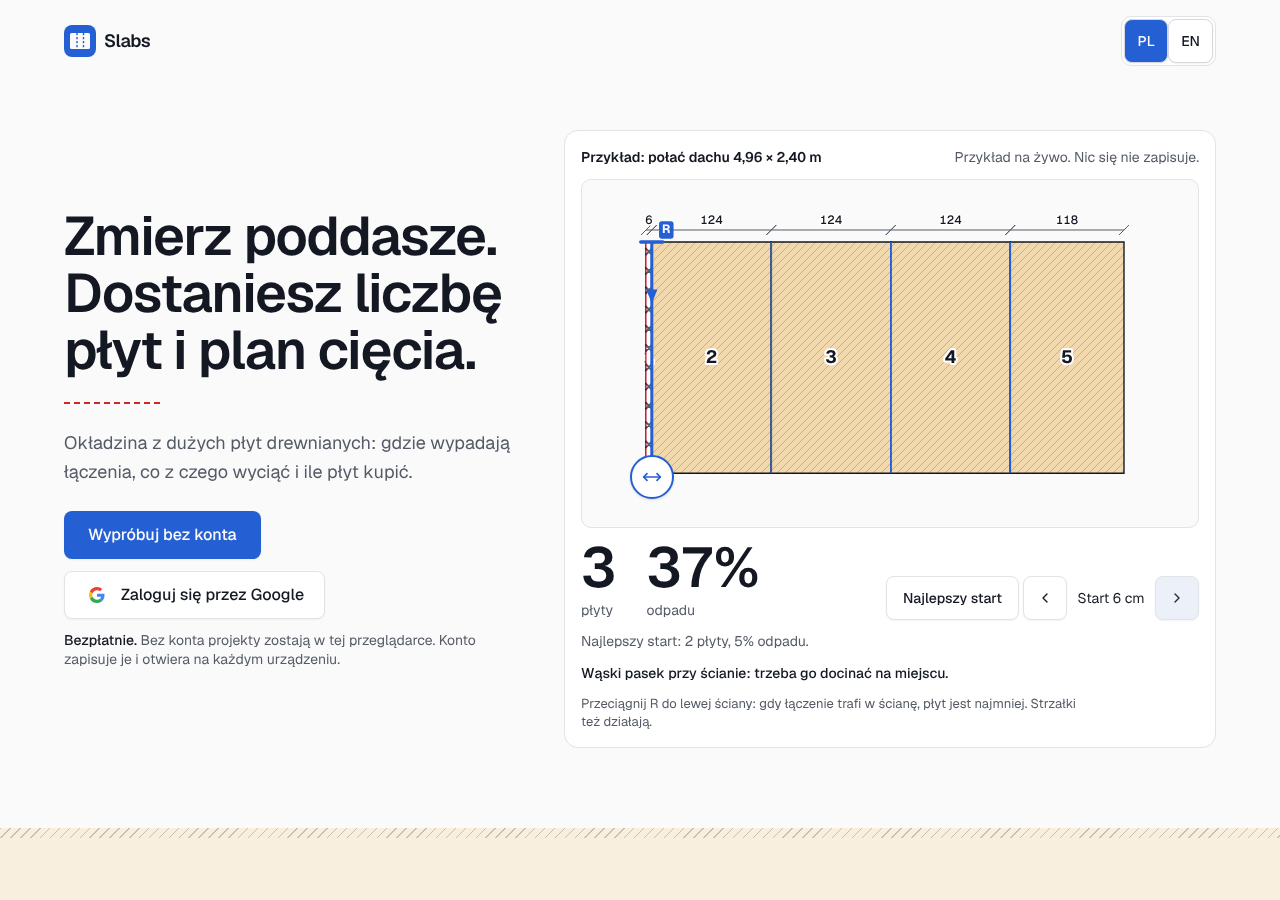 Slabs
PL
EN
Zmierz poddasze.
Dostaniesz liczbę
płyt i plan cięcia.
Okładzina z dużych płyt drewnianych: gdzie wypadają
łączenia, co z czego wyciąć i ile płyt kupić.
Wypróbuj bez konta
Zaloguj się przez Google
Bezpłatnie. Bez konta projekty zostają w tej przeglądarce. Konto
zapisuje je i otwiera na każdym urządzeniu.
Przykład: połać dachu 4,96 × 2,40 m
Przykład na żywo. Nic się nie zapisuje.
6 124 124 124 118
R
2 3 4 5
3 37%
płyty odpadu
Najlepszy start
Start 6 cm
Najlepszy start: 2 płyty, 5% odpadu.
Wąski pasek przy ścianie: trzeba go docinać na miejscu.
Przeciągnij R do lewej ściany: gdy łączenie trafi w ścianę, płyt jest najmniej. Strzałki
też działają.